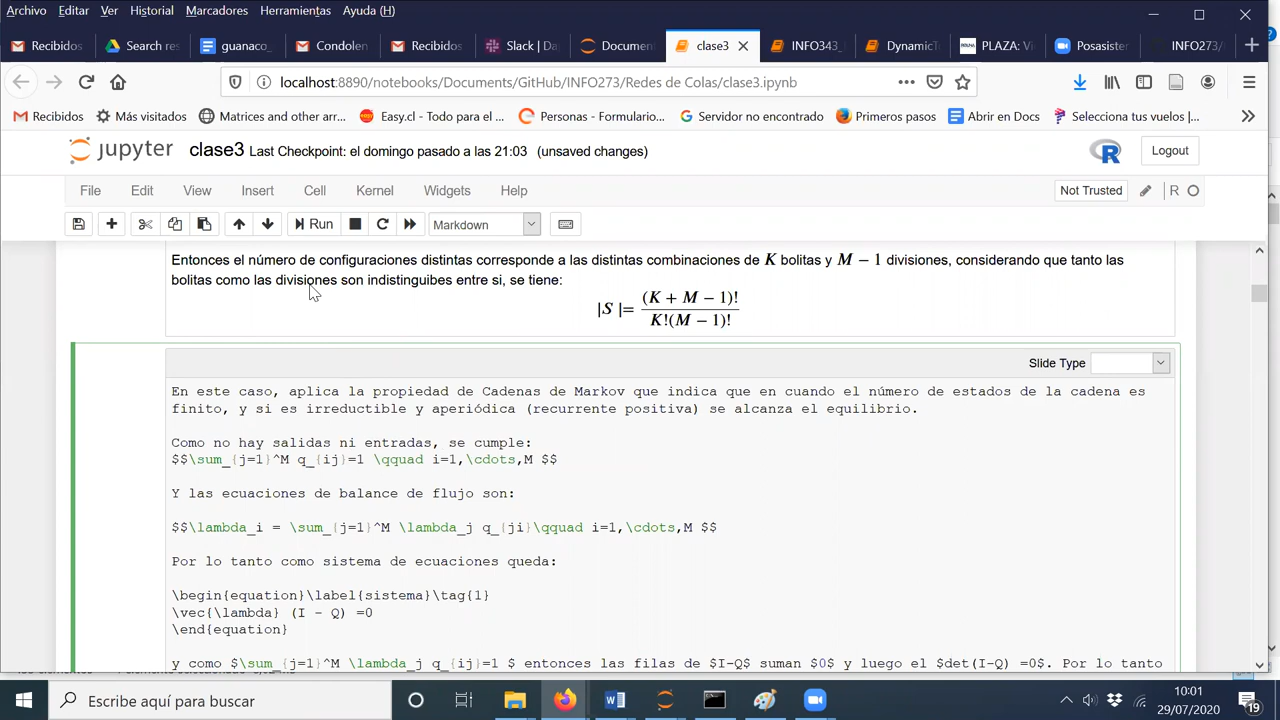 Archivo Editar Ver Historial Marcadores Herramientas Ayuda (H)
recibidos Search re guanaco_ Condolen Recibidos Slack | Da Documen clase3 INFO343_ DynamicT PLAZA: Vi Posasister INFO273/
localhost:8890/notebooks/Documents/GitHub/INFO273/Redes de Colas/clase3.ipynb
Recibidos Más visitados Matrices and other arr... Easy.cl - Todo para el ... Personas - Formulario... Servidor no encontrado Primeros pasos Abrir en Docs Selecciona tus vuelos |...
jupyter clase3 Last Checkpoint: el domingo pasado a las 21:03 (unsaved changes) Logout
File Edit View Insert Cell Kernel Widgets Help Not Trusted R
Run Markdown
Entonces el número de configuraciones distintas corresponde a las distintas combinaciones de K bolitas y M − 1 divisiones, considerando que tanto las
bolitas como las divisiones son indistinguibes entre si, se tiene:
|S |= (K + M − 1)!
K!(M − 1)!
Slide Type
En este caso, aplica la propiedad de Cadenas de Markov que indica que en cuando el número de estados de la cadena es
finito, y si es irreductible y aperiódica (recurrente positiva) se alcanza el equilibrio.
Como no hay salidas ni entradas, se cumple:
$$\sum_{j=1}^M q_{ij}=1 \qquad i=1,\cdots,M $$
Y las ecuaciones de balance de flujo son:
$$\lambda_i = \sum_{j=1}^M \lambda_j q_{ji}\qquad i=1,\cdots,M $$
Por lo tanto como sistema de ecuaciones queda:
\begin{equation}\label{sistema}\tag{1}
\vec{\lambda} (I - Q) =0
\end{equation}
y como $\sum_{j=1}^M \lambda_j q_{ij}=1 $ entonces las filas de $I-Q$ suman $0$ y luego el $det(I-Q) =0$. Por lo tanto
Escribe aquí para buscar
10:01
29/07/2020
19